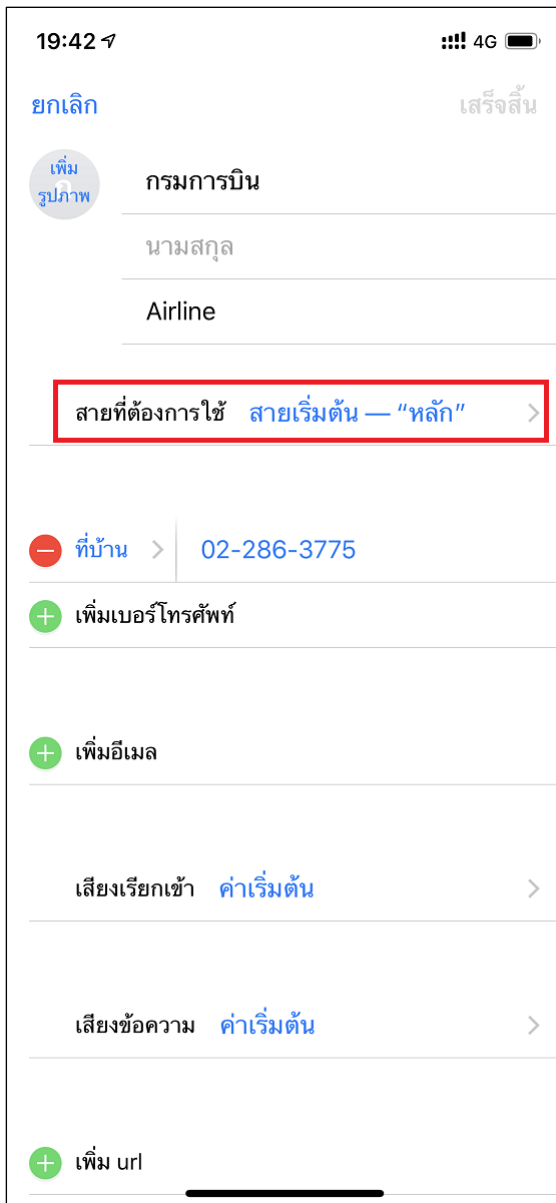 19:42
4G
ยกเลิก
เสร็จสิ้น
เพิ่ม
รูปภาพ
กรมการบิน
นามสกุล
Airline
สายที่ต้องการใช้ สายเริ่มต้น — “หลัก”
ที่บ้าน 02-286-3775
เพิ่มเบอร์โทรศัพท์
เพิ่มอีเมล
เสียงเรียกเข้า ค่าเริ่มต้น
เสียงข้อความ ค่าเริ่มต้น
เพิ่ม url